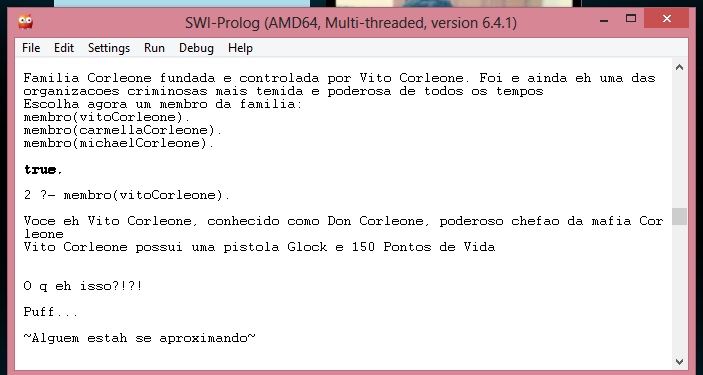 SWI-Prolog (AMD64, Multi-threaded, version 6.4.1)
File Edit Settings Run Debug Help
Familia Corleone fundada e controlada por Vito Corleone. Foi e ainda eh uma das
organizacoes criminosas mais temida e poderosa de todos os tempos
Escolha agora um membro da familia:
membro(vitoCorleone).
membro(carmellaCorleone).
membro(michaelCorleone).
true.
2 ?- membro(vitoCorleone).
Voce eh Vito Corleone, conhecido como Don Corleone, poderoso chefao da mafia Cor
leone
Vito Corleone possui uma pistola Glock e 150 Pontos de Vida
O q eh isso?!?!
Puff...
~Alguem estah se aproximando~